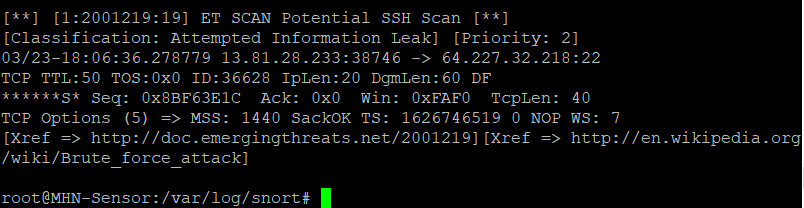 [**] [1:2001219:19] ET SCAN Potential SSH Scan [**]
[Classification: Attempted Information Leak] [Priority: 2]
03/23-18:06:36.278779 13.81.28.233:38746 -> 64.227.32.218:22
TCP TTL:50 TOS:0x0 ID:36628 IpLen:20 DgmLen:60 DF
******S* Seq: 0x8BF63E1C  Ack: 0x0  Win: 0xFAF0  TcpLen: 40
TCP Options (5) => MSS: 1440 SackOK TS: 1626746519 0 NOP WS: 7
[Xref => http://doc.emergingthreats.net/2001219][Xref => http://en.wikipedia.org
/wiki/Brute_force_attack]
root@MHN-Sensor:/var/log/snort#